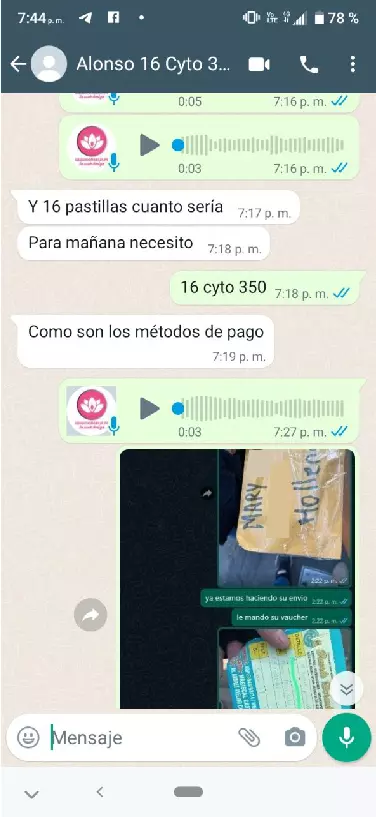 7:44 p. m.
78 %
Alonso 16 Cyto 3...
0:05 7:16 p. m.
0:03 7:16 p. m.
Y 16 pastillas cuanto sería 7:17 p. m.
Para mañana necesito 7:18 p. m.
16 cyto 350 7:18 p. m.
Como son los métodos de pago
7:19 p. m.
0:03 7:27 p. m.
MARY
Hollen
2:22 p. m.
ya estamos haciendo su envio 2:22 p. m.
le mando su vaucher 2:22 p. m.
Mensaje